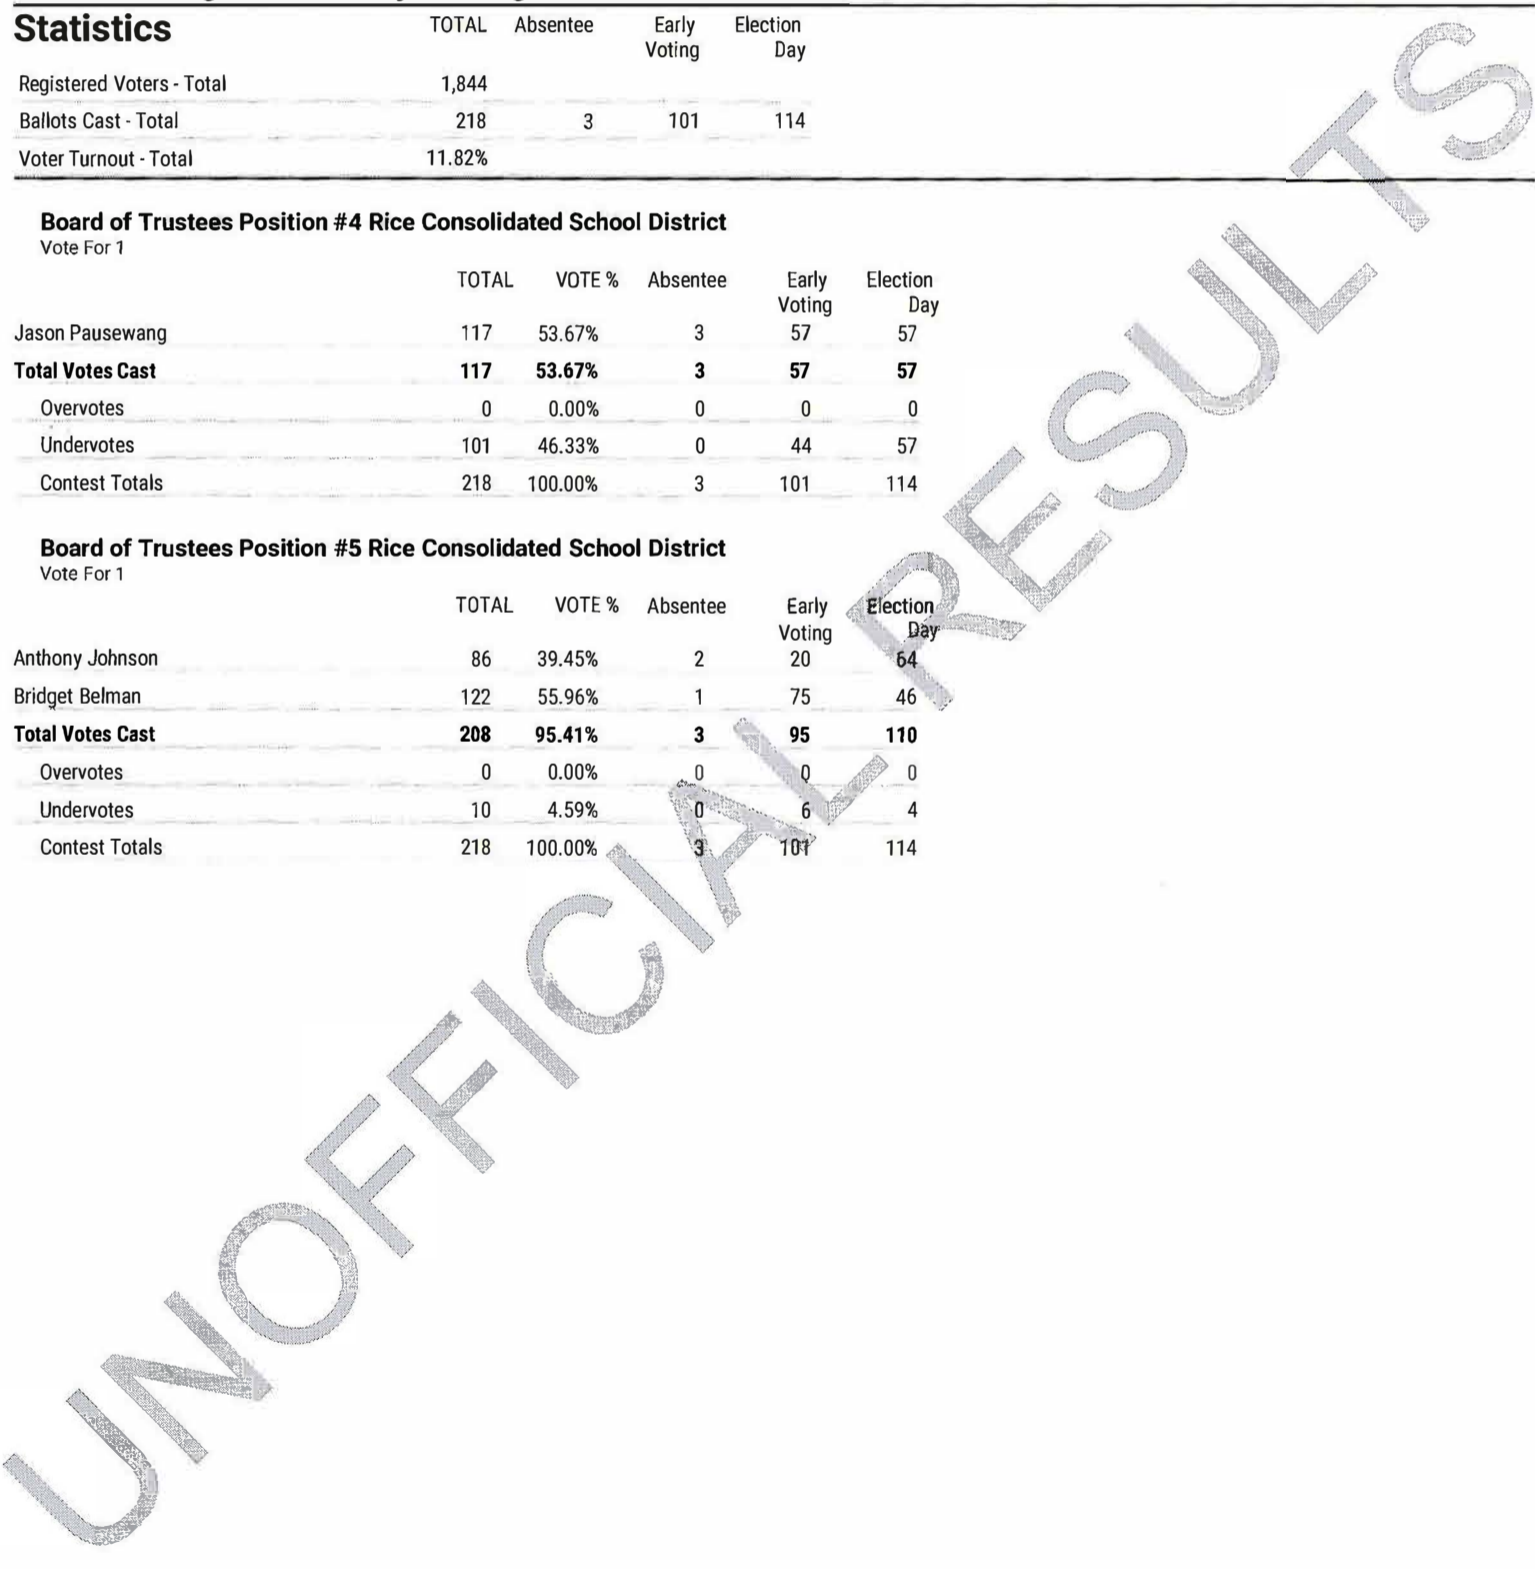 Statistics TOTAL Absentee Early Voting Election Day
Registered Voters - Total 1,844
Ballots Cast - Total 218 3 101 114
Voter Turnout - Total 11.82%
Board of Trustees Position #4 Rice Consolidated School District
Vote For 1
TOTAL VOTE % Absentee Early Voting Election Day
Jason Pausewang 117 53.67% 3 57 57
Total Votes Cast 117 53.67% 3 57 57
Overvotes 0 0.00% 0 0 0
Undervotes 101 46.33% 0 44 57
Contest Totals 218 100.00% 3 101 114
Board of Trustees Position #5 Rice Consolidated School District
Vote For 1
TOTAL VOTE % Absentee Early Voting Election Day
Anthony Johnson 86 39.45% 2 20 64
Bridget Belman 122 55.96% 1 75 46
Total Votes Cast 208 95.41% 3 95 110
Overvotes 0 0.00% 0 0 0
Undervotes 10 4.59% 0 6 4
Contest Totals 218 100.00% 3 101 114
UNOFFICIAL RESULTS